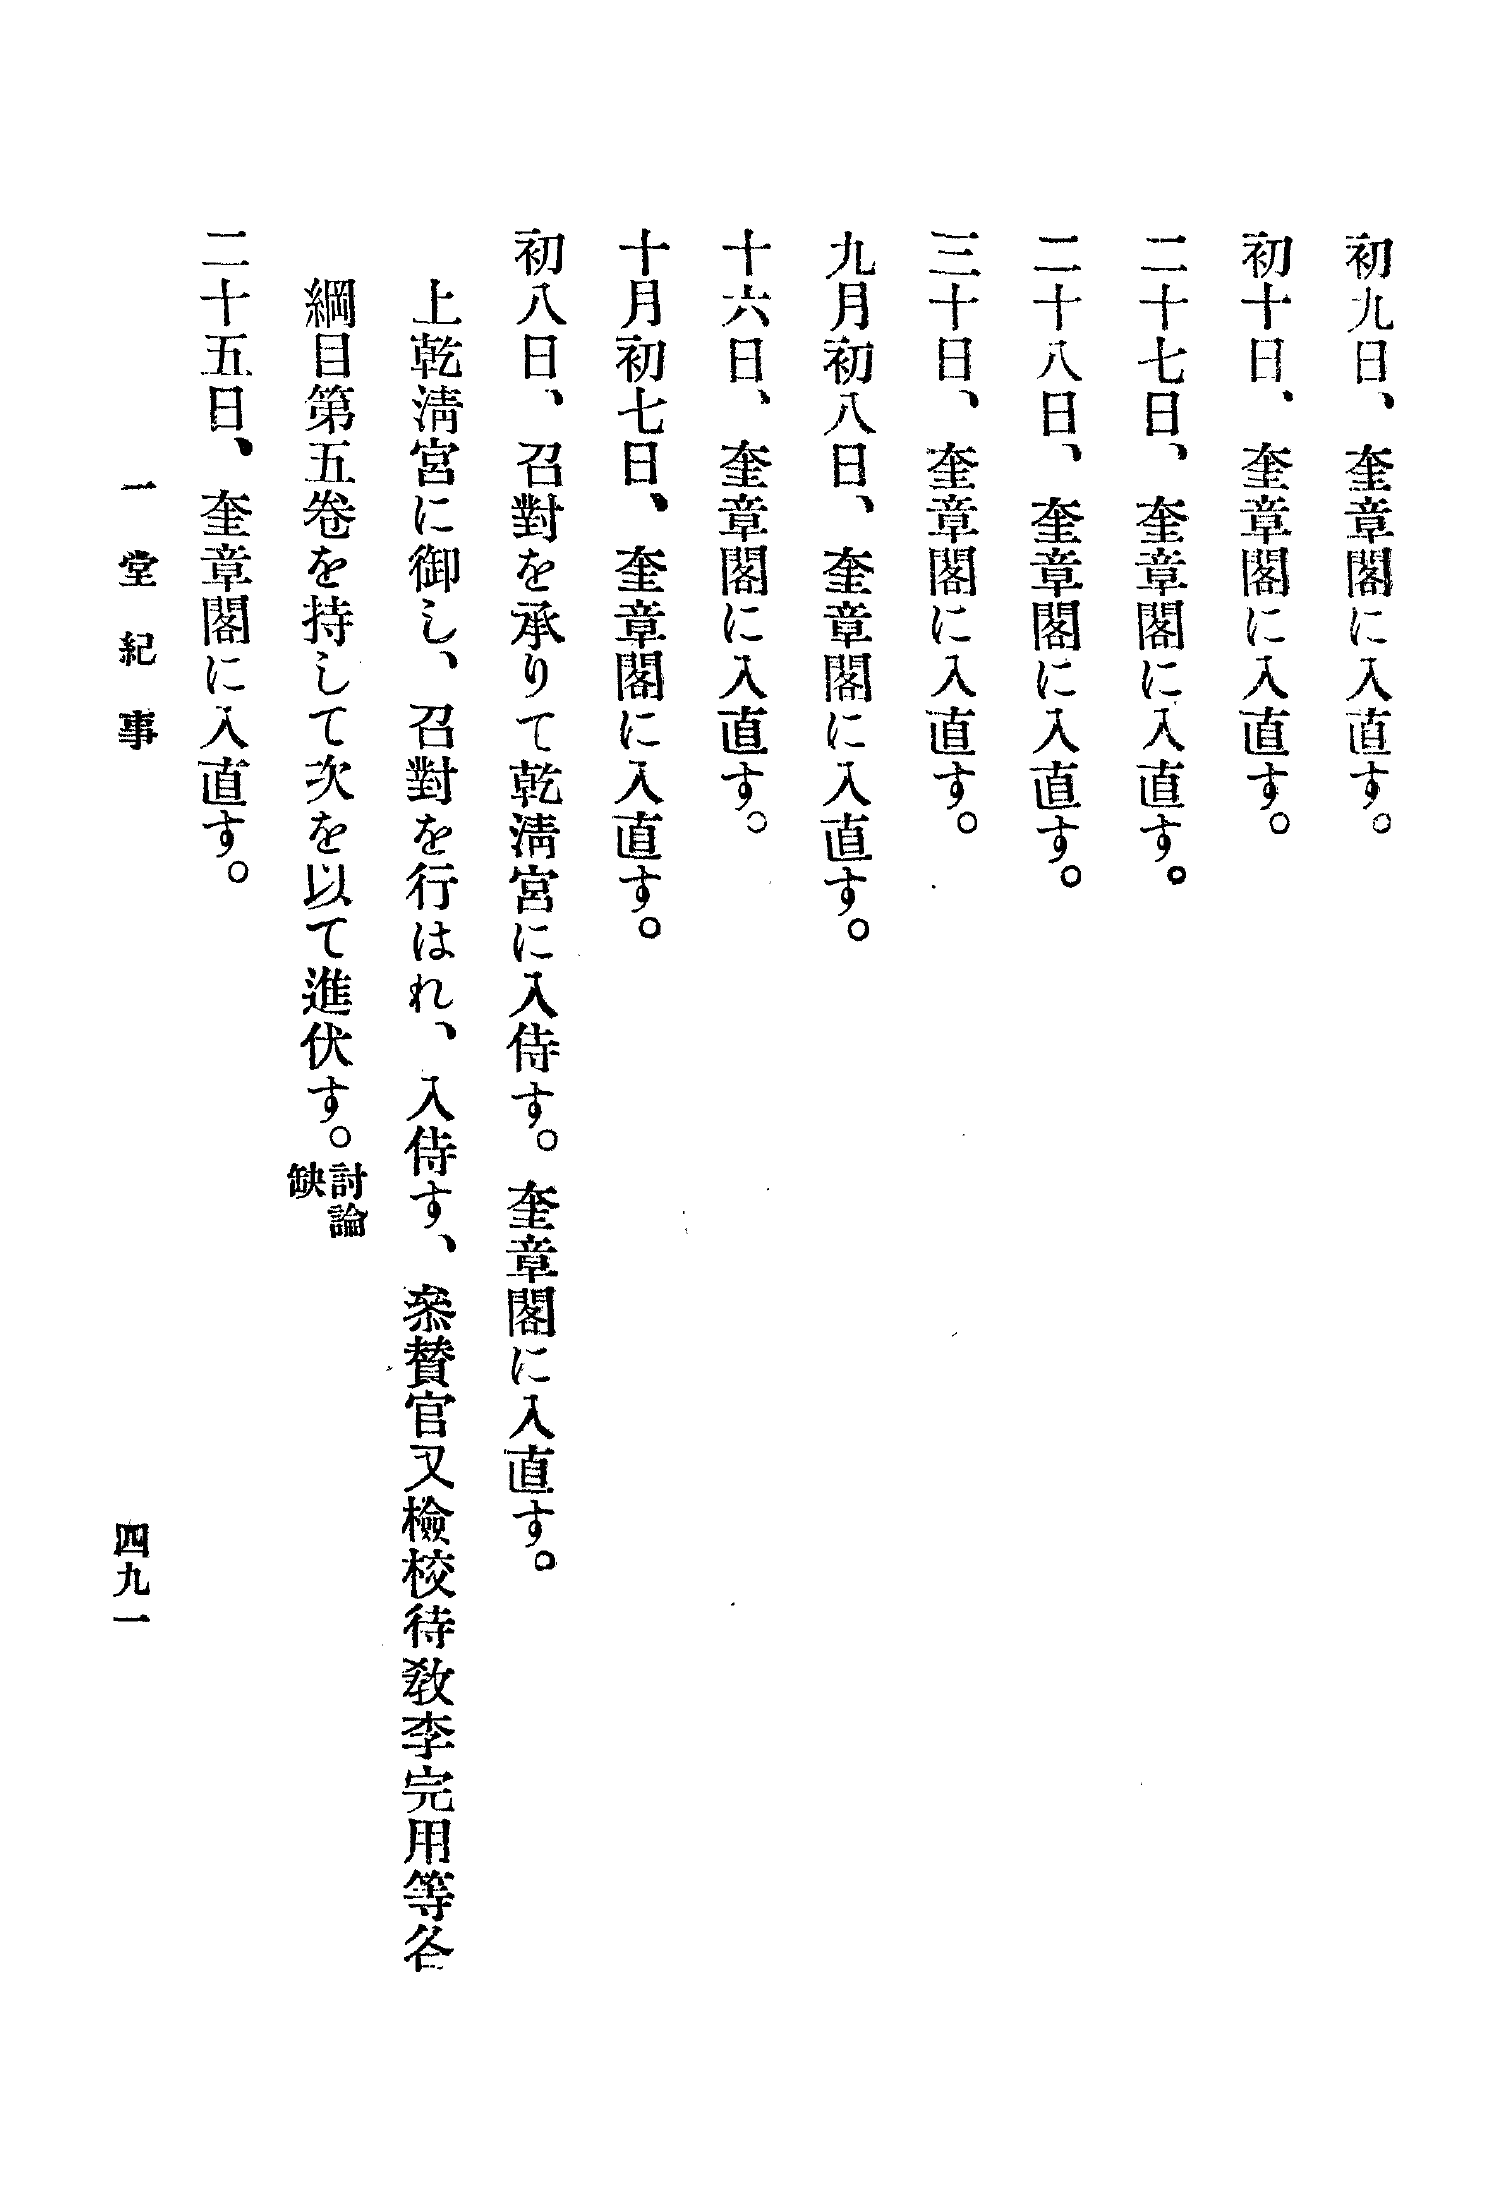 初九日、奎章閣に入直す。
初十日、奎章閣に入直す。
二十七日、奎章閣に入直す。
二十八日、奎章閣に入直す。
三十日、奎章閣に入直す。
九月初八日、奎章閣に入直す。
十六日、奎章閣に入直す。
十月初七日、奎章閣に入直す。
初八日、召對を承りて乾淸宮に入侍す。奎章閣に入直す。
上乾淸宮に御し、召對を行はれ、入侍す、叅賛官又檢校待敎李完用等各
綱目第五卷を持して次を以て進伏す。討論缺
二十五日、奎章閣に入直す。
一堂紀事
四九一